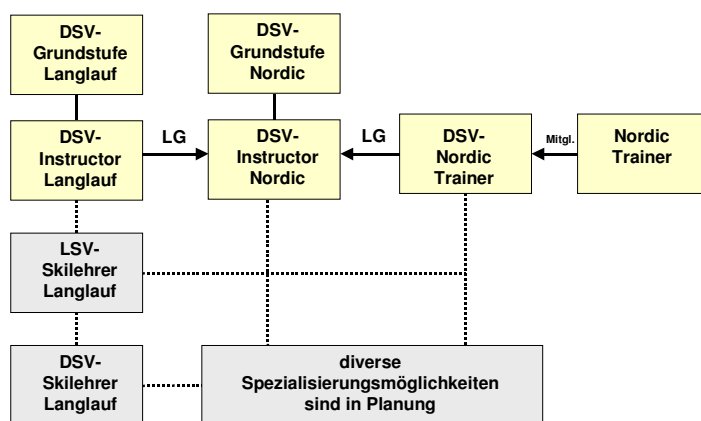 DSV-
Grundstufe
Langlauf
DSV-
Grundstufe
Nordic
DSV-
Instructor
Langlauf
LG
DSV-
Instructor
Nordic
LG
DSV-
Nordic
Trainer
Mitgl.
Nordic
Trainer
LSV-
Skilehrer
Langlauf
DSV-
Skilehrer
Langlauf
diverse
Spezialisierungsmöglichkeiten
sind in Planung